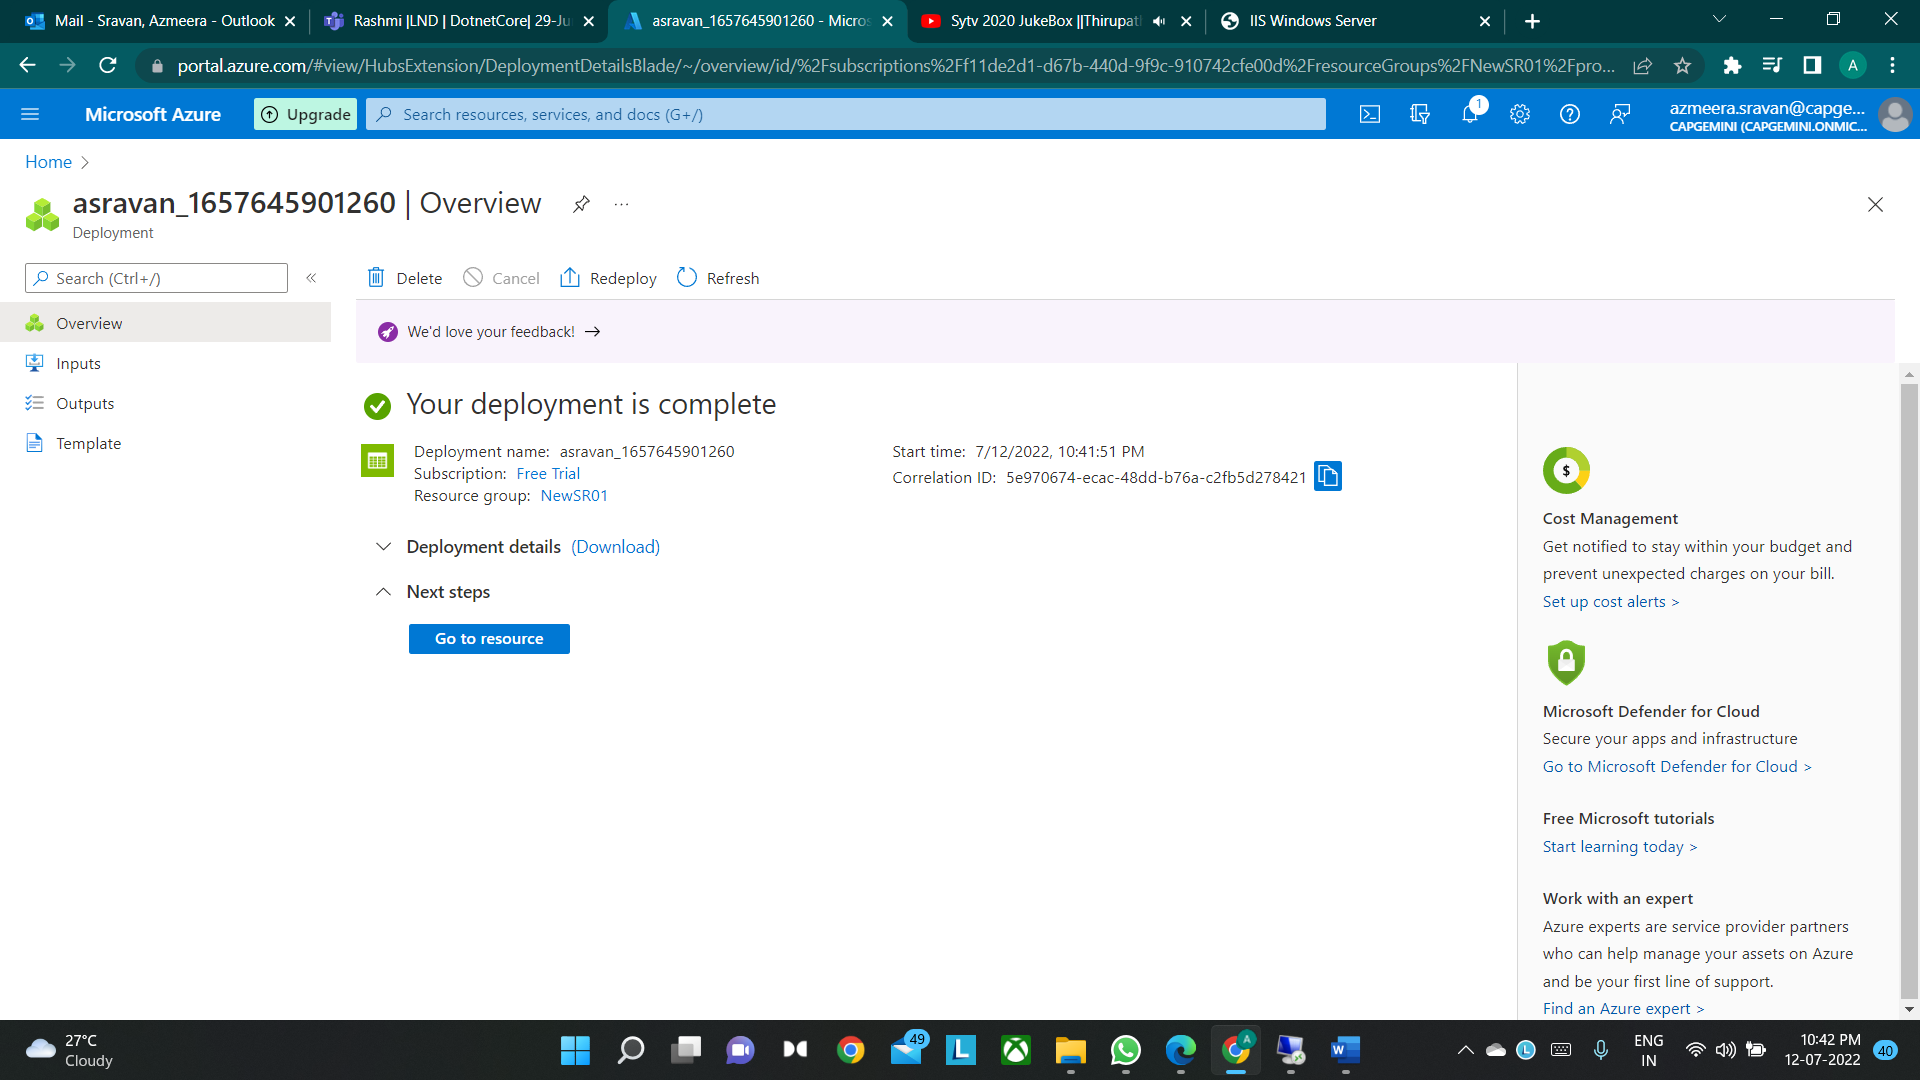 Mail - Sravan, Azmeera - Outlook
Rashmi |LND | DotnetCore| 29-Ju
asravan_1657645901260 - Micros
Sytv 2020 JukeBox ||Thirupat
IIS Windows Server
portal.azure.com/#view/HubsExtension/DeploymentDetailsBlade/~/overview/id/%2Fsubscriptions%2Ff11de2d1-d67b-440d-9f9c-910742cfe00d%2FresourceGroups%2FNewSR01%2Fpro...
A
Microsoft Azure
Upgrade
Search resources, services, and docs (G+/)
1
azmeera.sravan@capge...
CAPGEMINI (CAPGEMINI.ONMIC...
Home
asravan_1657645901260 | Overview
...
Deployment
Search (Ctrl+/)
«
Delete
Cancel
Redeploy
Refresh
Overview
Inputs
Outputs
Template
We'd love your feedback! →
Your deployment is complete
Deployment name: asravan_1657645901260
Subscription: Free Trial
Resource group: NewSR01
Start time: 7/12/2022, 10:41:51 PM
Correlation ID: 5e970674-ecac-48dd-b76a-c2fb5d278421
Deployment details (Download)
Next steps
Go to resource
$
Cost Management
Get notified to stay within your budget and
prevent unexpected charges on your bill.
Set up cost alerts >
Microsoft Defender for Cloud
Secure your apps and infrastructure
Go to Microsoft Defender for Cloud >
Free Microsoft tutorials
Start learning today >
Work with an expert
Azure experts are service provider partners
who can help manage your assets on Azure
and be your first line of support.
Find an Azure expert >
27°C
Cloudy
49
L
A
W
L
ENG
IN
10:42 PM
12-07-2022
40